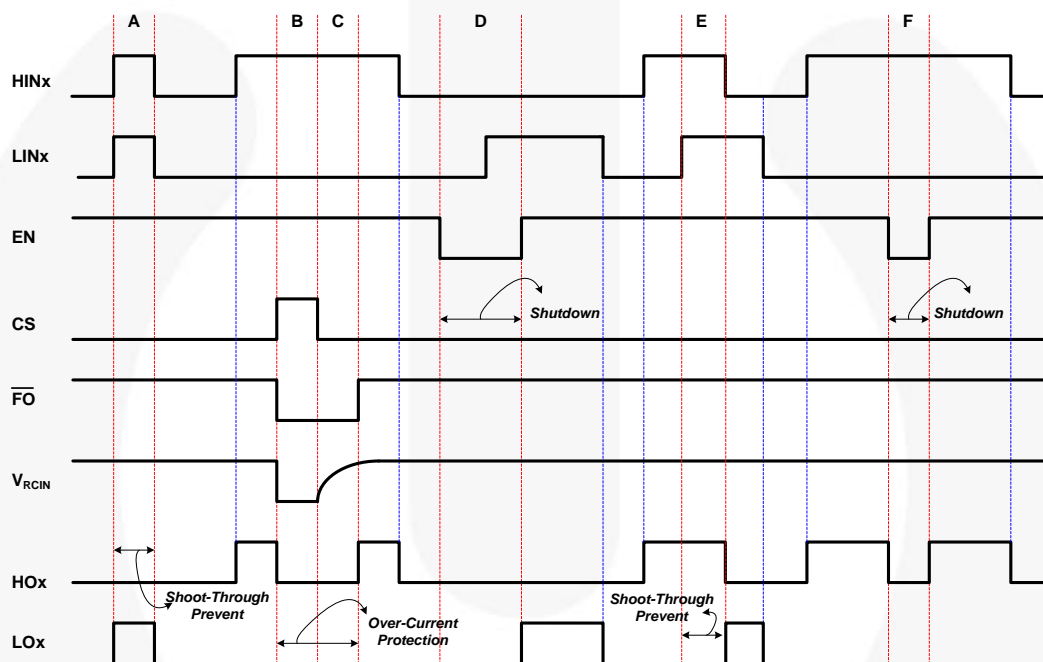 A B C D E F
HINx
LINx
EN
Shutdown Shutdown
CS
FO
VRCIN
HOx
Shoot-Through
Prevent
Shoot-Through
Prevent
Over-Current
Protection
LOx